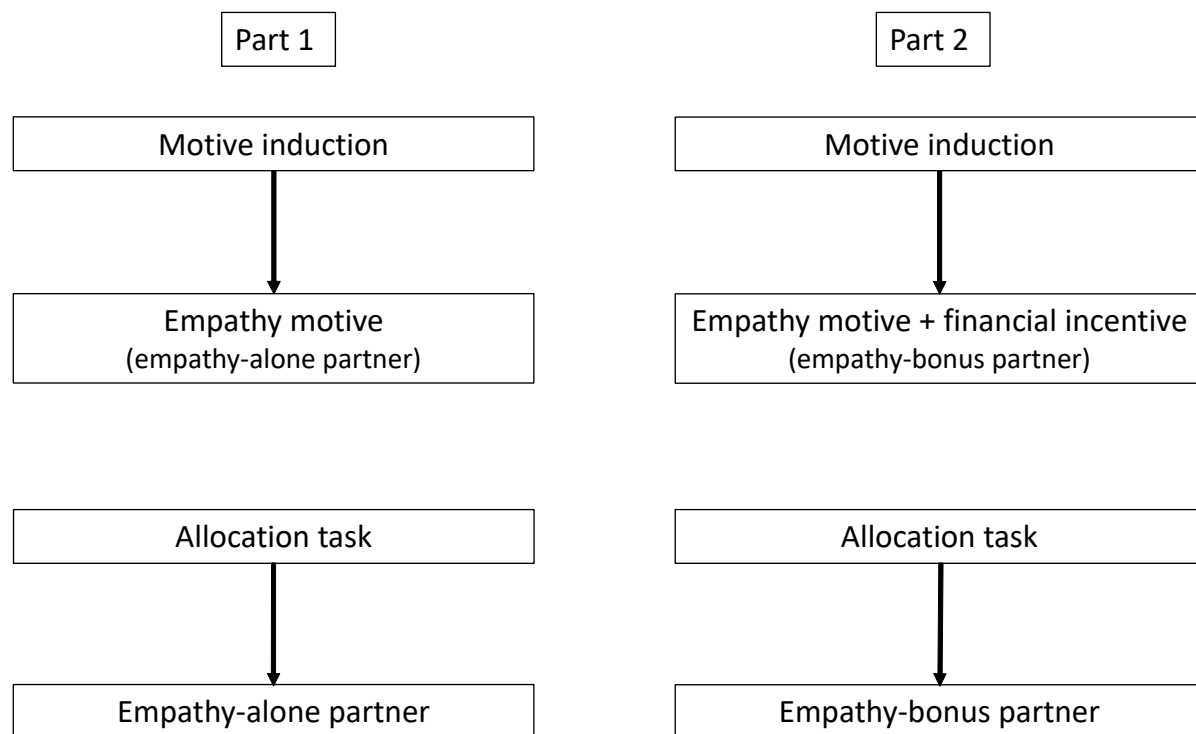 Part 1
Part 2
Motive induction
Motive induction
Empathy motive
(empathy-alone partner)
Empathy motive + financial incentive
(empathy-bonus partner)
Allocation task
Allocation task
Empathy-alone partner
Empathy-bonus partner